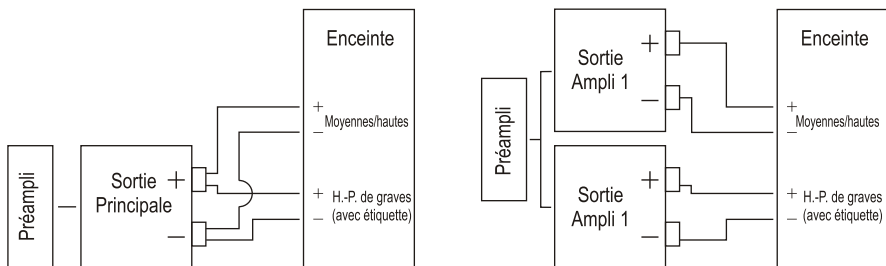 Enceinte
+
Moyennes/hautes
−
+
H.-P. de graves
(avec étiquette)
−
Préampli
Sortie
Principale
+
−
Préampli
Sortie
Ampli 1
+
−
Sortie
Ampli 1
+
−
Enceinte
+
Moyennes/hautes
−
+
H.-P. de graves
(avec étiquette)
−